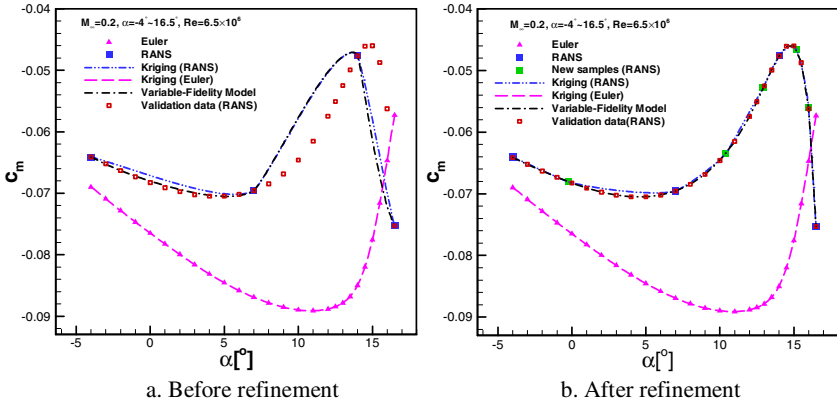 M∞=0.2, α=-4°~16.5°, Re=6.5×10⁶
Euler
RANS
Kriging (RANS)
Kriging (Euler)
Variable-Fidelity Model
Validation data (RANS)
-0.04
-0.05
-0.06
-0.07
-0.08
-0.09
cm
-5
0
5
10
15
α[°]
a. Before refinement
M∞=0.2, α=-4°~16.5°, Re=6.5×10⁶
Euler
RANS
New samples (RANS)
Kriging (RANS)
Kriging (Euler)
Variable-Fidelity Model
Validation data(RANS)
-0.04
-0.05
-0.06
-0.07
-0.08
-0.09
cm
-5
0
5
10
15
α[°]
b. After refinement